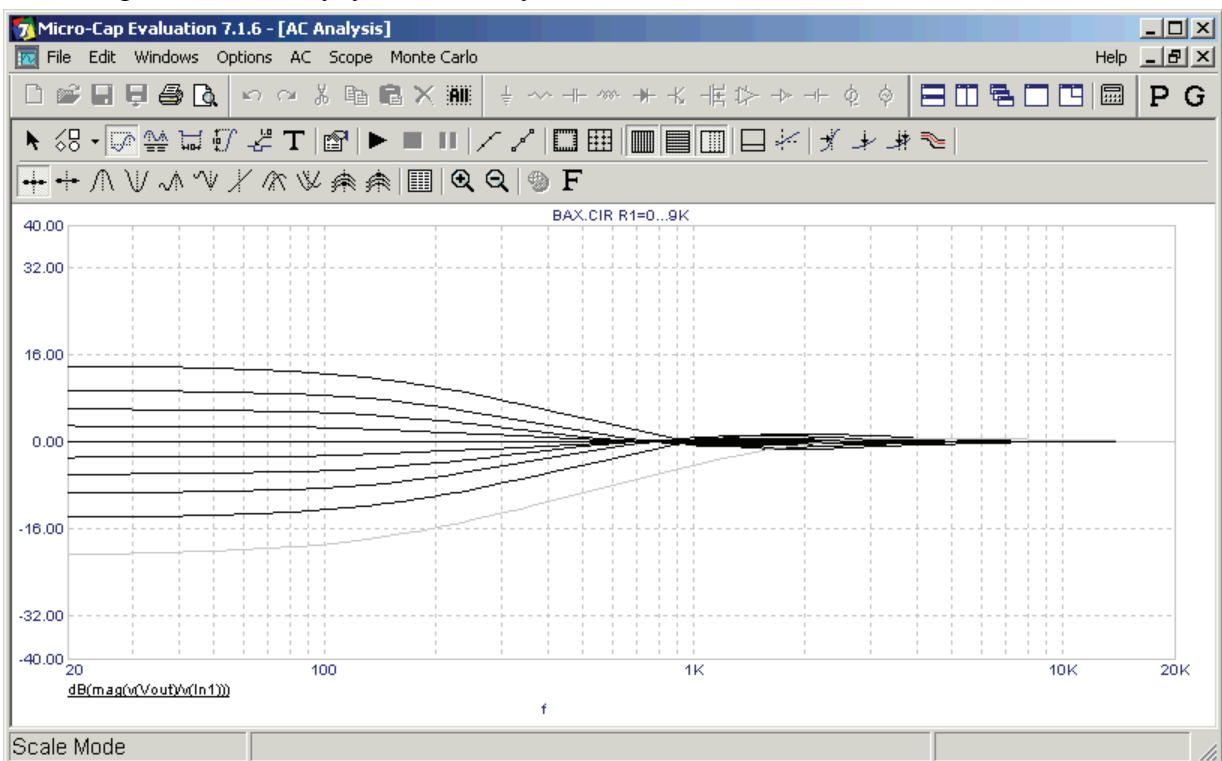 Micro-Cap Evaluation 7.1.6 - [AC Analysis]
File Edit Windows Options AC Scope Monte Carlo Help
P G
T
F
BAX.CIR R1=0...9K
40.00
32.00
16.00
0.00
-16.00
-32.00
-40.00
20 100 1K 10K 20K
dB(mag(v(Vout)/v(In1)))
f
Scale Mode